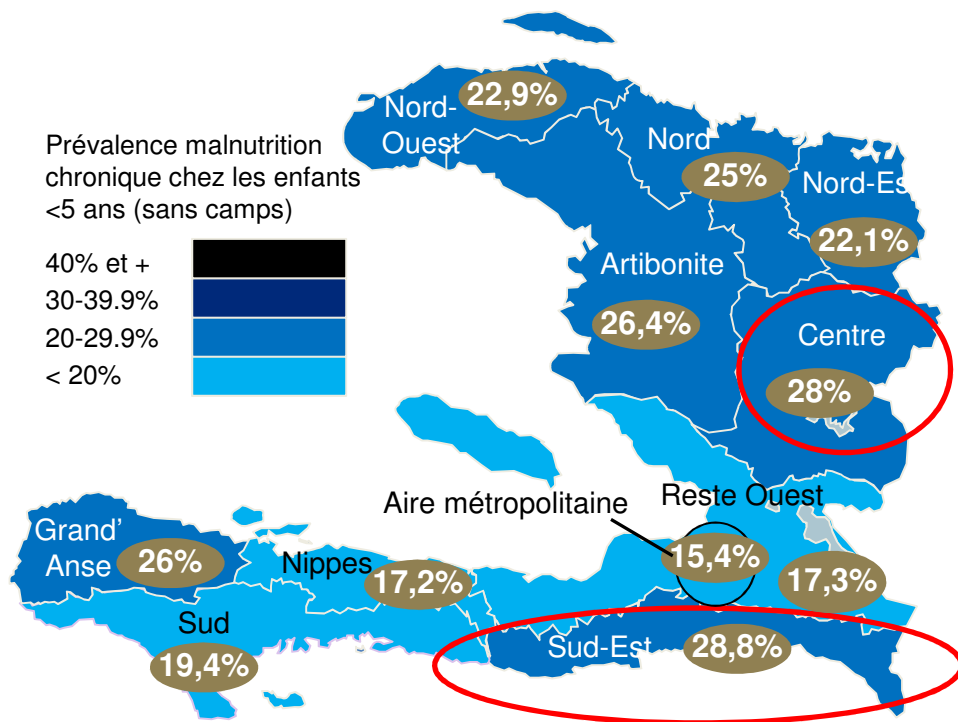 22,9%
Nord-
Ouest
Prévalence malnutrition
chronique chez les enfants
<5 ans (sans camps)
40% et +
30-39.9%
20-29.9%
< 20%
Nord
25%
Nord-Es
22,1%
Artibonite
26,4%
Centre
28%
Aire métropolitaine
Reste Ouest
15,4%
17,3%
Grand’
Anse
26%
Nippes
17,2%
Sud
19,4%
Sud-Est
28,8%